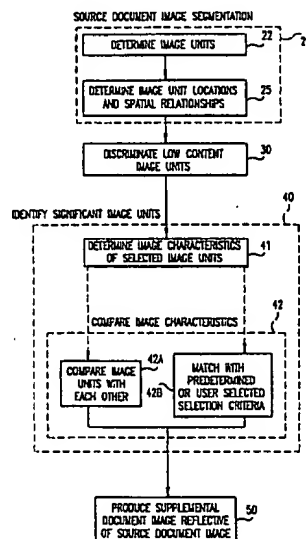 SOURCE DOCUMENT IMAGE SEGMENTATION
DETERMINE IMAGE UNITS
22
2
DETERMINE IMAGE UNIT LOCATIONS
AND SPATIAL RELATIONSHIPS
25
DISCRIMINATE LOW CONTENT
IMAGE UNITS
30
IDENTIFY SIGNIFICANT IMAGE UNITS
40
DETERMINE IMAGE CHARACTERISTICS
OF SELECTED IMAGE UNITS
41
COMPARE IMAGE CHARACTERISTICS
42
COMPARE IMAGE
UNITS WITH
EACH OTHER
42A
42B
MATCH WITH
PREDETERMINED
OR USER SELECTED
SELECTION CRITERIA
PRODUCE SUPPLEMENTAL
DOCUMENT IMAGE REFLECTIVE
OF SOURCE DOCUMENT IMAGE
50